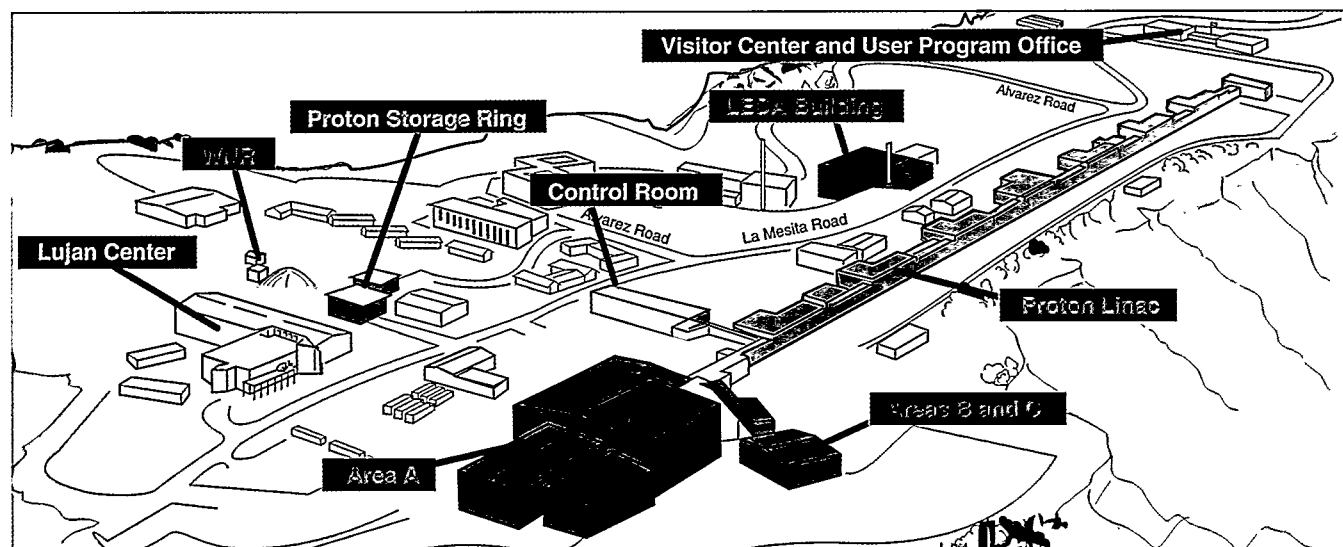 Visitor Center and User Program Office
Alvarez Road
LEDA Building
Proton Storage Ring
WNR
Control Room
Alvarez Road
La Mesita Road
Lujan Center
Proton Linac
Areas B and C
Area A